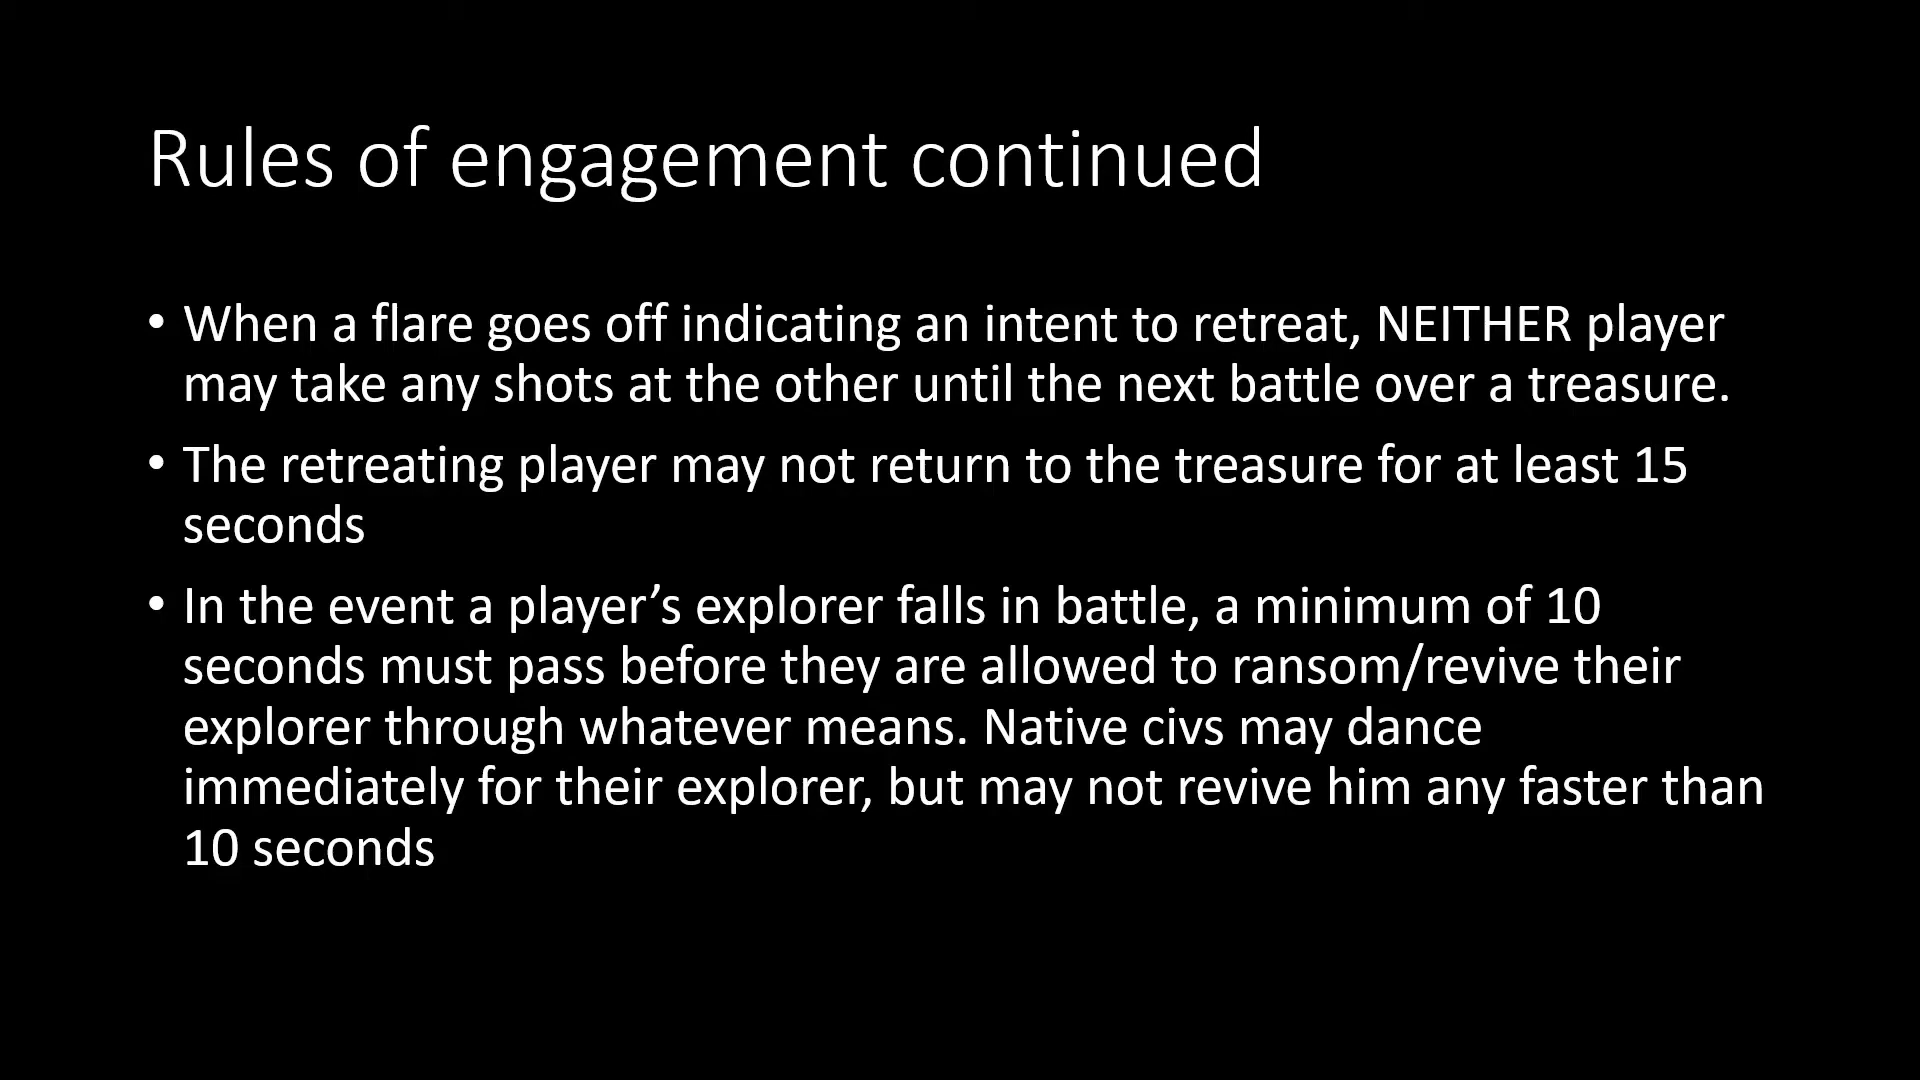 Rules of engagement continued
• When a flare goes off indicating an intent to retreat, NEITHER player
may take any shots at the other until the next battle over a treasure.
• The retreating player may not return to the treasure for at least 15
seconds
• In the event a player’s explorer falls in battle, a minimum of 10
seconds must pass before they are allowed to ransom/revive their
explorer through whatever means. Native civs may dance
immediately for their explorer, but may not revive him any faster than
10 seconds